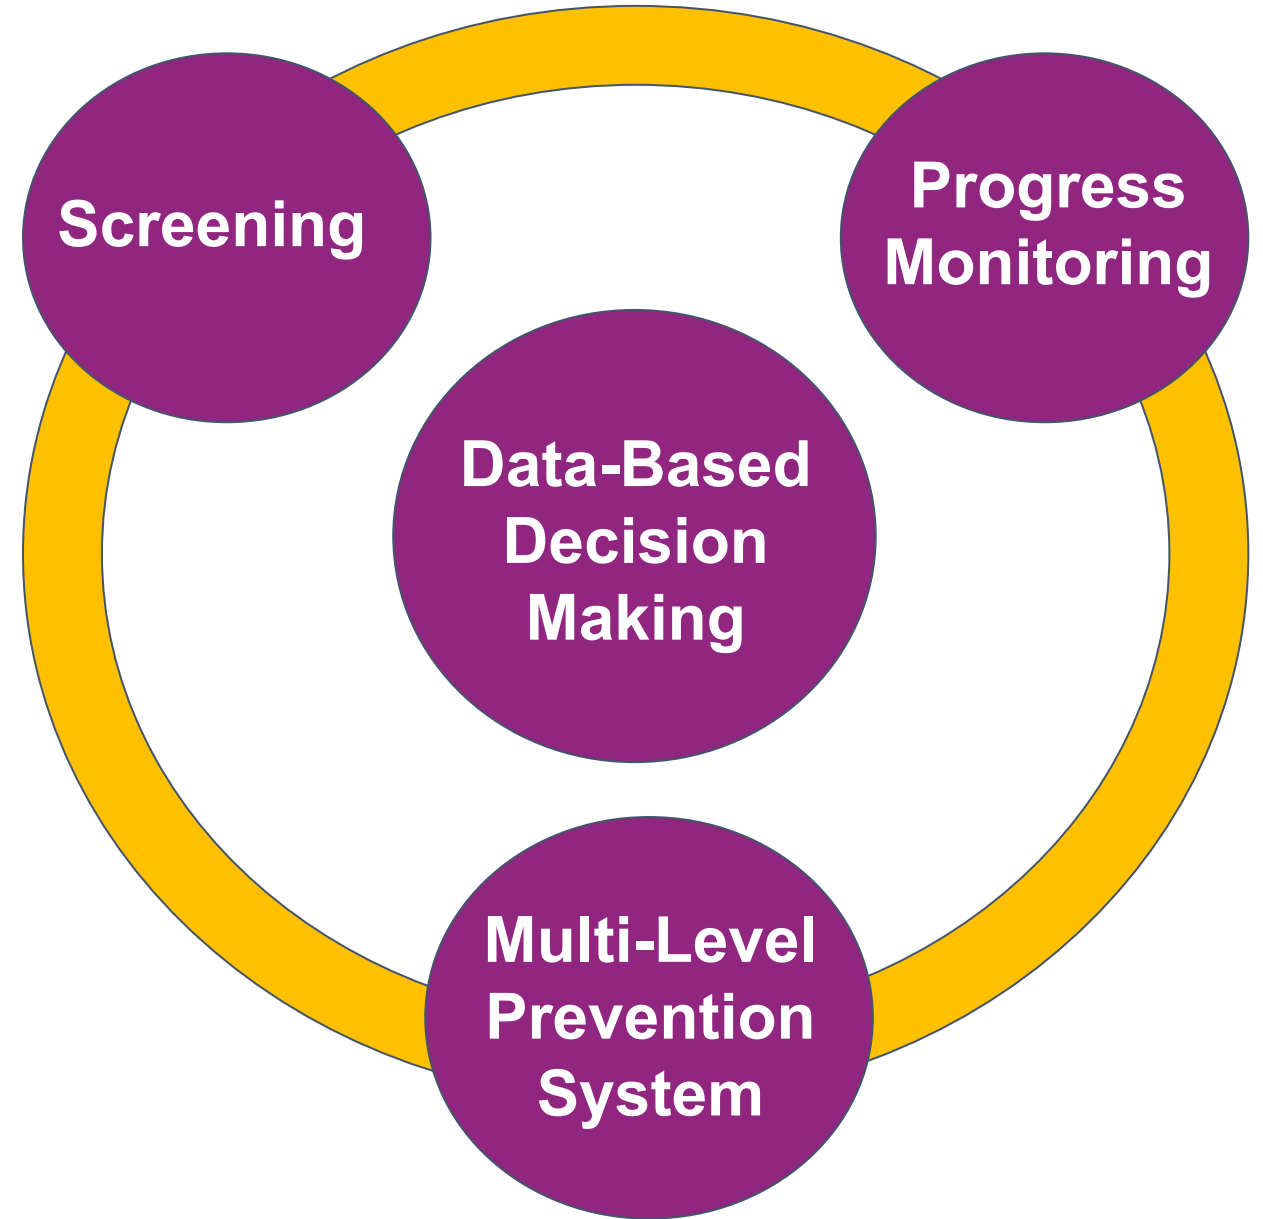 Screening
Progress
Monitoring
Data-Based
Decision
Making
Multi-Level
Prevention
System